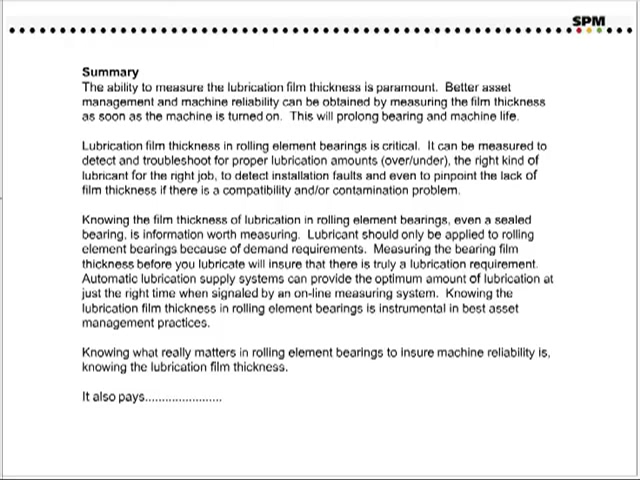 SPM
Summary
The ability to measure the lubrication film thickness is paramount. Better asset
management and machine reliability can be obtained by measuring the film thickness
as soon as the machine is turned on. This will prolong bearing and machine life.
Lubrication film thickness in rolling element bearings is critical. It can be measured to
detect and troubleshoot for proper lubrication amounts (over/under), the right kind of
lubricant for the right job, to detect installation faults and even to pinpoint the lack of
film thickness if there is a compatibility and/or contamination problem.
Knowing the film thickness of lubrication in rolling element bearings, even a sealed
bearing, is information worth measuring. Lubricant should only be applied to rolling
element bearings because of demand requirements. Measuring the bearing film
thickness before you lubricate will insure that there is truly a lubrication requirement.
Automatic lubrication supply systems can provide the optimum amount of lubrication at
just the right time when signaled by an on-line measuring system. Knowing the
lubrication film thickness in rolling element bearings is instrumental in best asset
management practices.
Knowing what really matters in rolling element bearings to insure machine reliability is,
knowing the lubrication film thickness.
It also pays......................